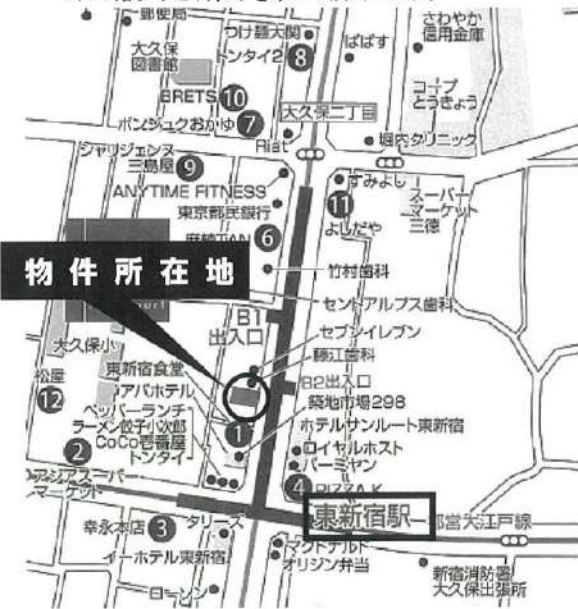 郵便局
つけ麺大関
さわやか
信用金庫
大久保
図書館
トンタイ2
8
ぱぱす
BRETS 10
コープ
とうきょう
ボンシュクおかゆ 7
大久保二丁目
Riat
堀内クリニック
シャリジェンヌ
三島屋 9
ANYTIME FITNESS
すみよし
11
よしだや
スーパー
マーケット
三徳
東京都民銀行
6
物件所在地
竹村歯科
セントアルプス歯科
B1
出入口
大久保小
セブンイレブン
藤江歯科
東新宿食堂
B2出入口
松屋
12
アパホテル
築地市場298
ペッパーランチ
ラーメン餃子小次郎
1
ホテルサンルート東新宿
CoCo壱番屋
トンタイ
ロイヤルホスト
バーミヤン
2
アジアスーパー
マーケット
4 PIZZA K
東新宿駅
都営大江戸線
幸永本店 3
タリーズ
イーホテル東新宿
マクドナルド
オリジン弁当
ローソン
新宿消防署
大久保出張所